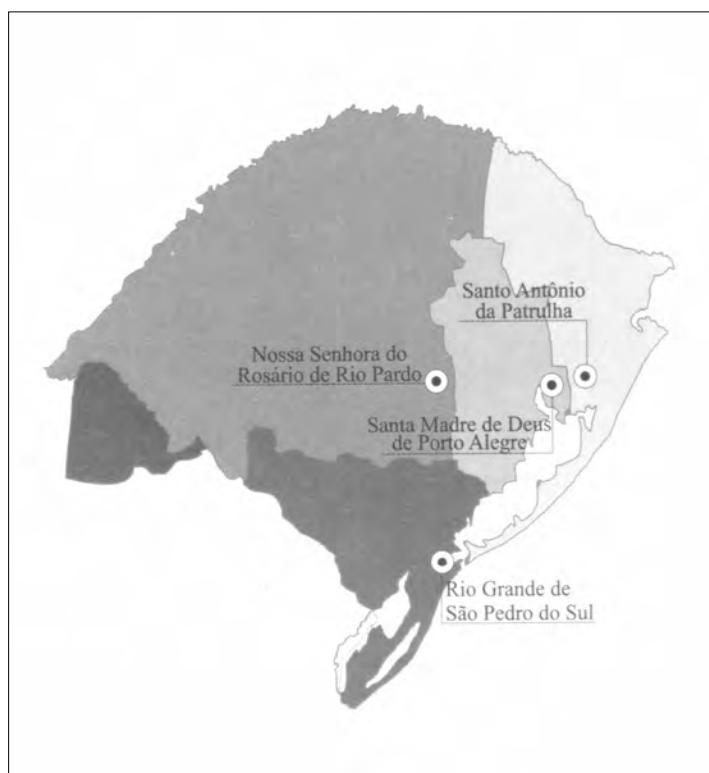 Santo Antônio
da Patrulha
Nossa Senhora do
Rosário de Rio Pardo
Santa Madre de Deus
de Porto Alegre
Rio Grande de
São Pedro do Sul